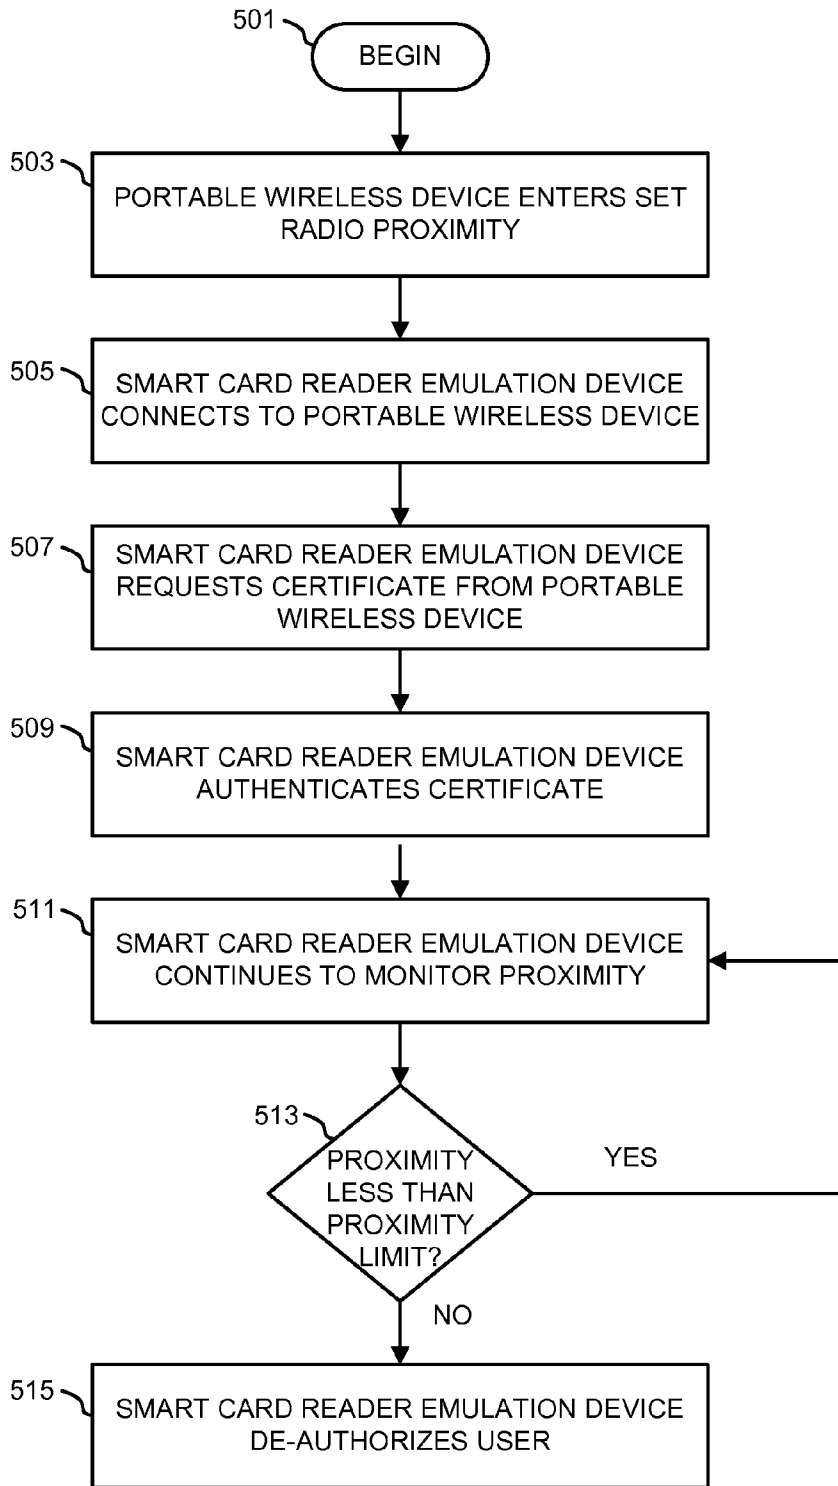 501
BEGIN
503
PORTABLE WIRELESS DEVICE ENTERS SET
RADIO PROXIMITY
505
SMART CARD READER EMULATION DEVICE
CONNECTS TO PORTABLE WIRELESS DEVICE
507
SMART CARD READER EMULATION DEVICE
REQUESTS CERTIFICATE FROM PORTABLE
WIRELESS DEVICE
509
SMART CARD READER EMULATION DEVICE
AUTHENTICATES CERTIFICATE
511
SMART CARD READER EMULATION DEVICE
CONTINUES TO MONITOR PROXIMITY
513
PROXIMITY
LESS THAN
PROXIMITY
LIMIT?
YES
NO
515
SMART CARD READER EMULATION DEVICE
DE-AUTHORIZES USER